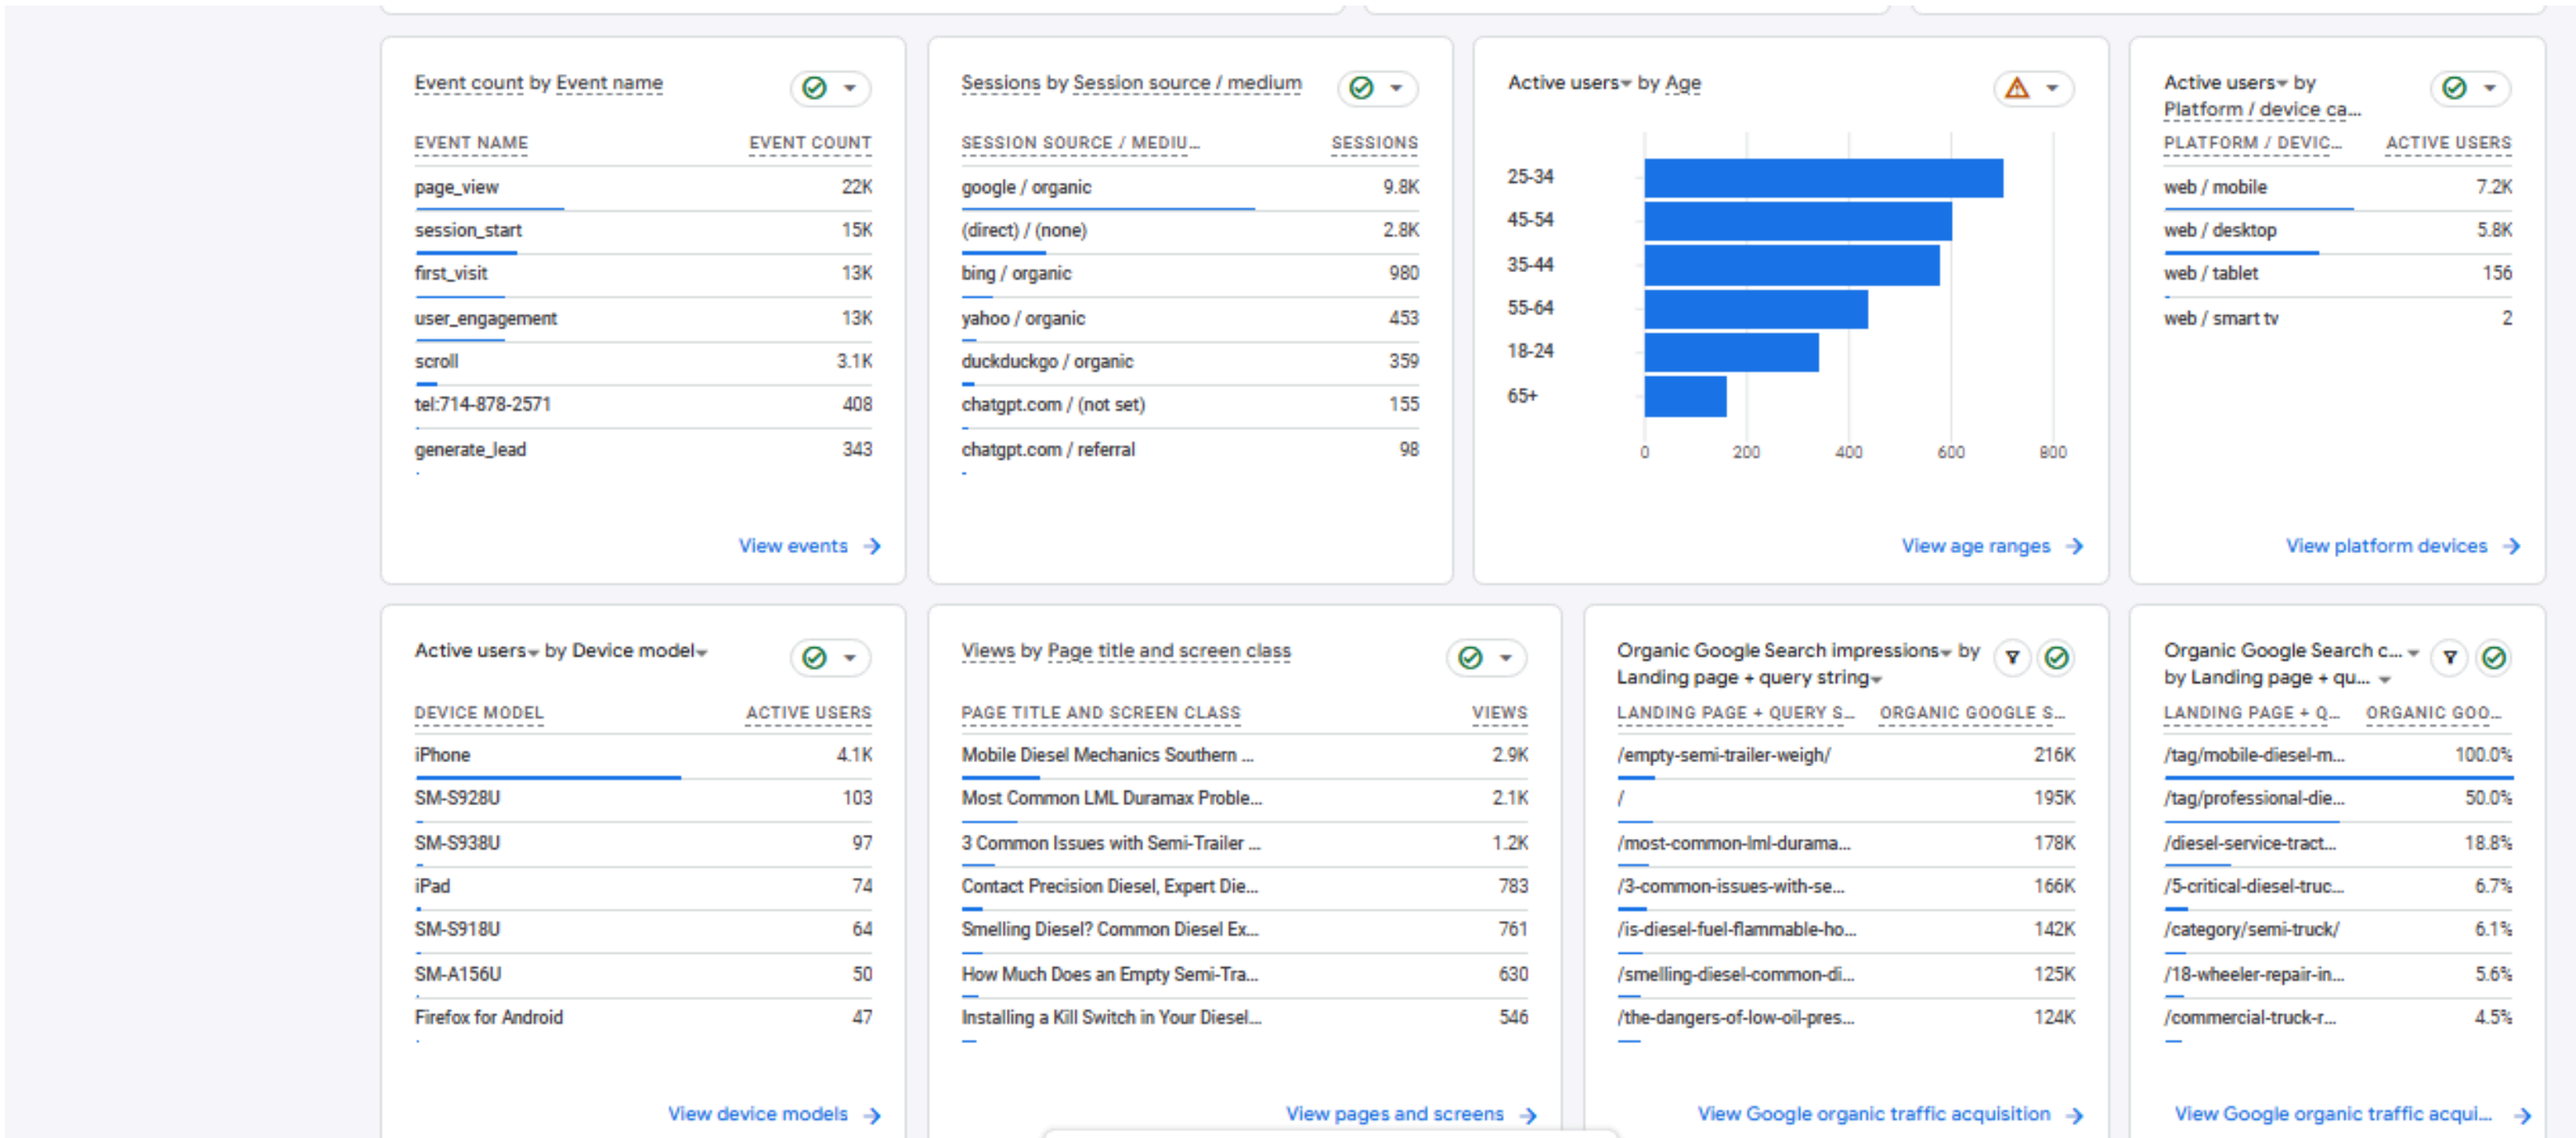 Event count by Event name
EVENT NAME EVENT COUNT
page_view 22K
session_start 15K
first_visit 13K
user_engagement 13K
scroll 3.1K
tel:714-878-2571 408
generate_lead 343
View events
Sessions by Session source / medium
SESSION SOURCE / MEDIU... SESSIONS
google / organic 9.8K
(direct) / (none) 2.8K
bing / organic 980
yahoo / organic 453
duckduckgo / organic 359
chatgpt.com / (not set) 155
chatgpt.com / referral 98
Active users by Age
25-34
45-54
35-44
55-64
18-24
65+
0 200 400 600 800
View age ranges
Active users by
Platform / device ca...
PLATFORM / DEVIC... ACTIVE USERS
web / mobile 7.2K
web / desktop 5.8K
web / tablet 156
web / smart tv 2
View platform devices
Active users by Device model
DEVICE MODEL ACTIVE USERS
iPhone 4.1K
SM-S928U 103
SM-S938U 97
iPad 74
SM-S918U 64
SM-A156U 50
Firefox for Android 47
View device models
Views by Page title and screen class
PAGE TITLE AND SCREEN CLASS VIEWS
Mobile Diesel Mechanics Southern ... 2.9K
Most Common LML Duramax Proble... 2.1K
3 Common Issues with Semi-Trailer ... 1.2K
Contact Precision Diesel, Expert Die... 783
Smelling Diesel? Common Diesel Ex... 761
How Much Does an Empty Semi-Tra... 630
Installing a Kill Switch in Your Diesel... 546
View pages and screens
Organic Google Search impressions by
Landing page + query string
LANDING PAGE + QUERY S... ORGANIC GOOGLE S...
/empty-semi-trailer-weigh/ 216K
/ 195K
/most-common-lml-durama... 178K
/3-common-issues-with-se... 166K
/is-diesel-fuel-flammable-ho... 142K
/smelling-diesel-common-di... 125K
/the-dangers-of-low-oil-pres... 124K
View Google organic traffic acquisition
Organic Google Search c...
by Landing page + qu...
LANDING PAGE + Q... ORGANIC GOO...
/tag/mobile-diesel-m... 100.0%
/tag/professional-die... 50.0%
/diesel-service-tract... 18.8%
/5-critical-diesel-truc... 6.7%
/category/semi-truck/ 6.1%
/18-wheeler-repair-in... 5.6%
/commercial-truck-r... 4.5%
View Google organic traffic acqui...